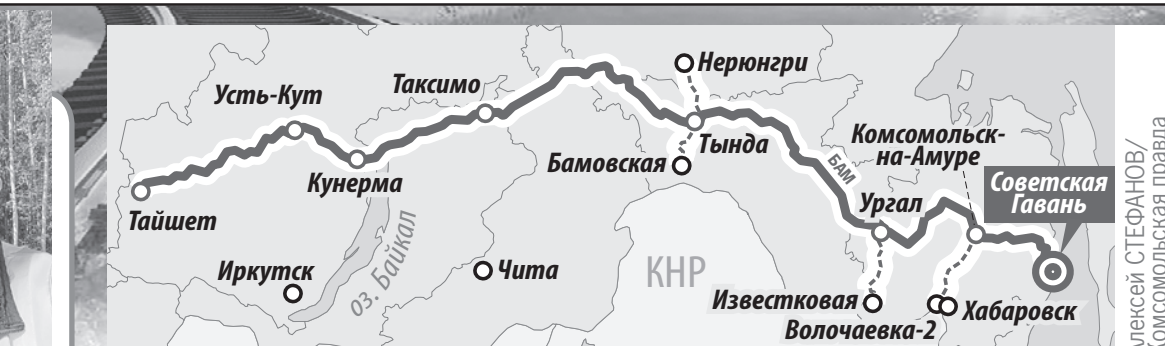 Нерюнгри
Таксимо
Усть-Кут
Комсомольск-
на-Амуре
Тында
Бамовская
БАМ
Советская
Гавань
Кунерма
Ургал
Тайшет
оз. Байкал
Иркутск
Чита
КНР
Известковая
Волочаевка-2
Хабаровск
Алексей СТЕФАНОВ/
Комсомольская правда